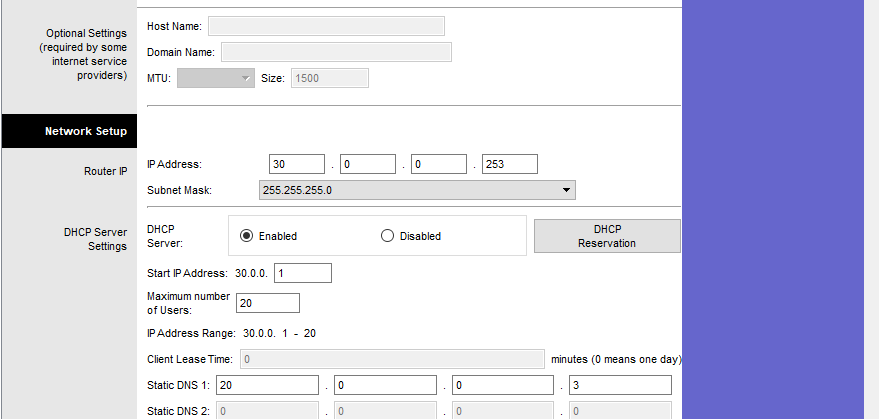 Optional Settings
(required by some
internet service
providers)
Host Name:
Domain Name:
MTU: Size: 1500
Network Setup
Router IP
IP Address: 30 . 0 . 0 . 253
Subnet Mask: 255.255.255.0
DHCP Server
Settings
DHCP
Server:
Enabled Disabled
DHCP
Reservation
Start IP Address: 30.0.0. 1
Maximum number
of Users: 20
IP Address Range: 30.0.0. 1 - 20
Client Lease Time: 0 minutes (0 means one day)
Static DNS 1: 20 . 0 . 0 . 3
Static DNS 2: 0 . 0 . 0 . 0